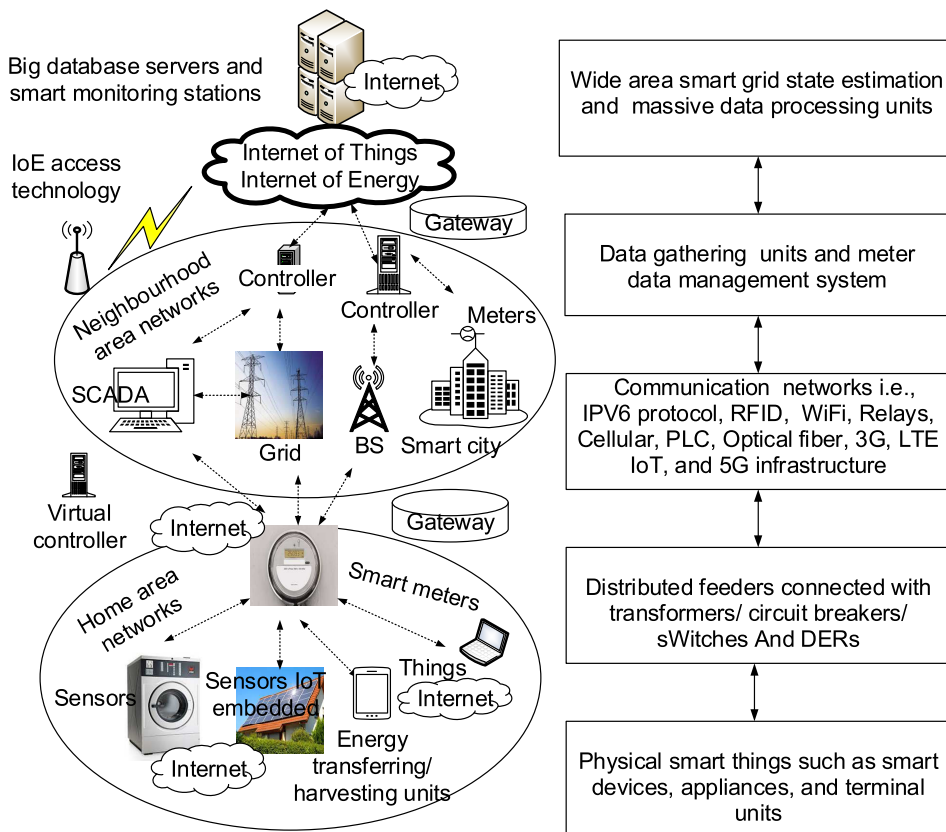 Big database servers and
smart monitoring stations
Internet
Internet of Things
Internet of Energy
IoE access
technology
Gateway
Neighbourhood
area networks
Controller
Controller
Meters
SCADA
Grid
BS
Smart city
Virtual
controller
Internet
Gateway
Home area
networks
Smart meters
Sensors
Sensors IoT
embedded
Things
Internet
Internet
Energy
transferring/
harvesting units
Wide area smart grid state estimation
and massive data processing units
Data gathering units and meter
data management system
Communication networks i.e.,
IPV6 protocol, RFID, WiFi, Relays,
Cellular, PLC, Optical fiber, 3G, LTE
IoT, and 5G infrastructure
Distributed feeders connected with
transformers/ circuit breakers/
sWitches And DERs
Physical smart things such as smart
devices, appliances, and terminal
units